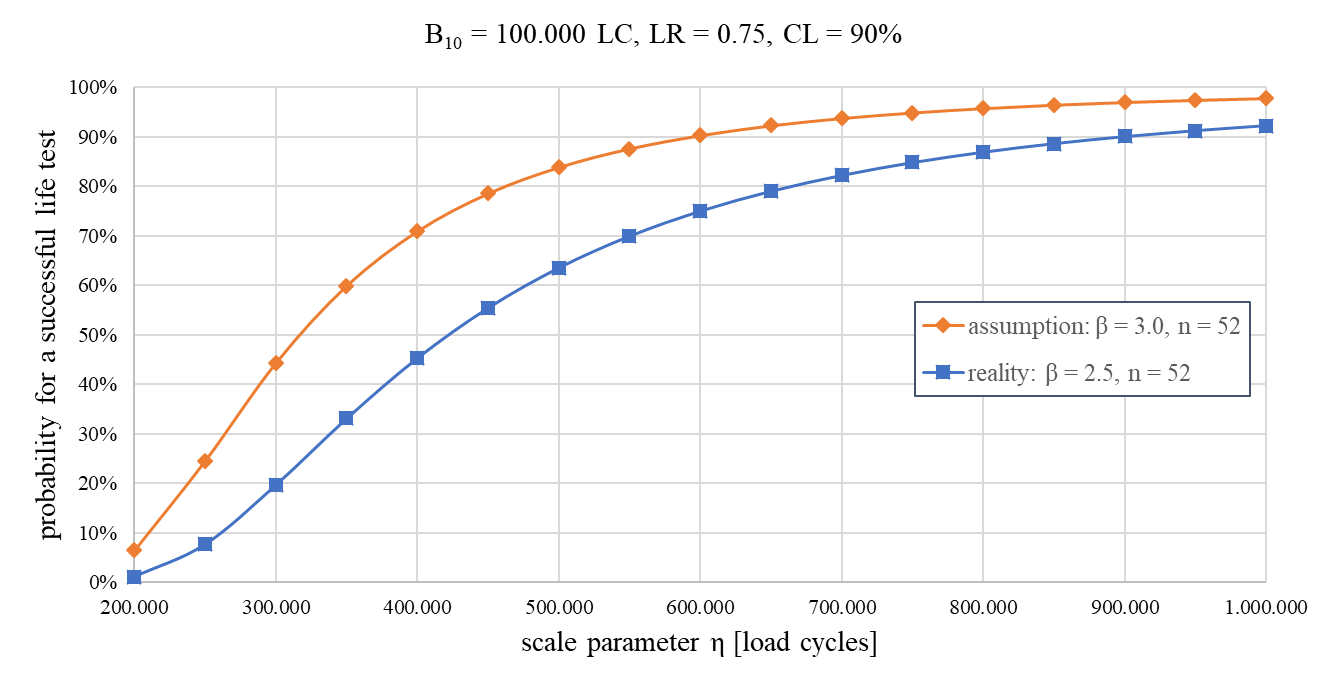 B₁₀ = 100.000 LC, LR = 0.75, CL = 90%
probability for a successful life test
100%
90%
80%
70%
60%
50%
40%
30%
20%
10%
0%
assumption: β = 3.0, n = 52
reality: β = 2.5, n = 52
200.000 300.000 400.000 500.000 600.000 700.000 800.000 900.000 1.000.000
scale parameter η [load cycles]